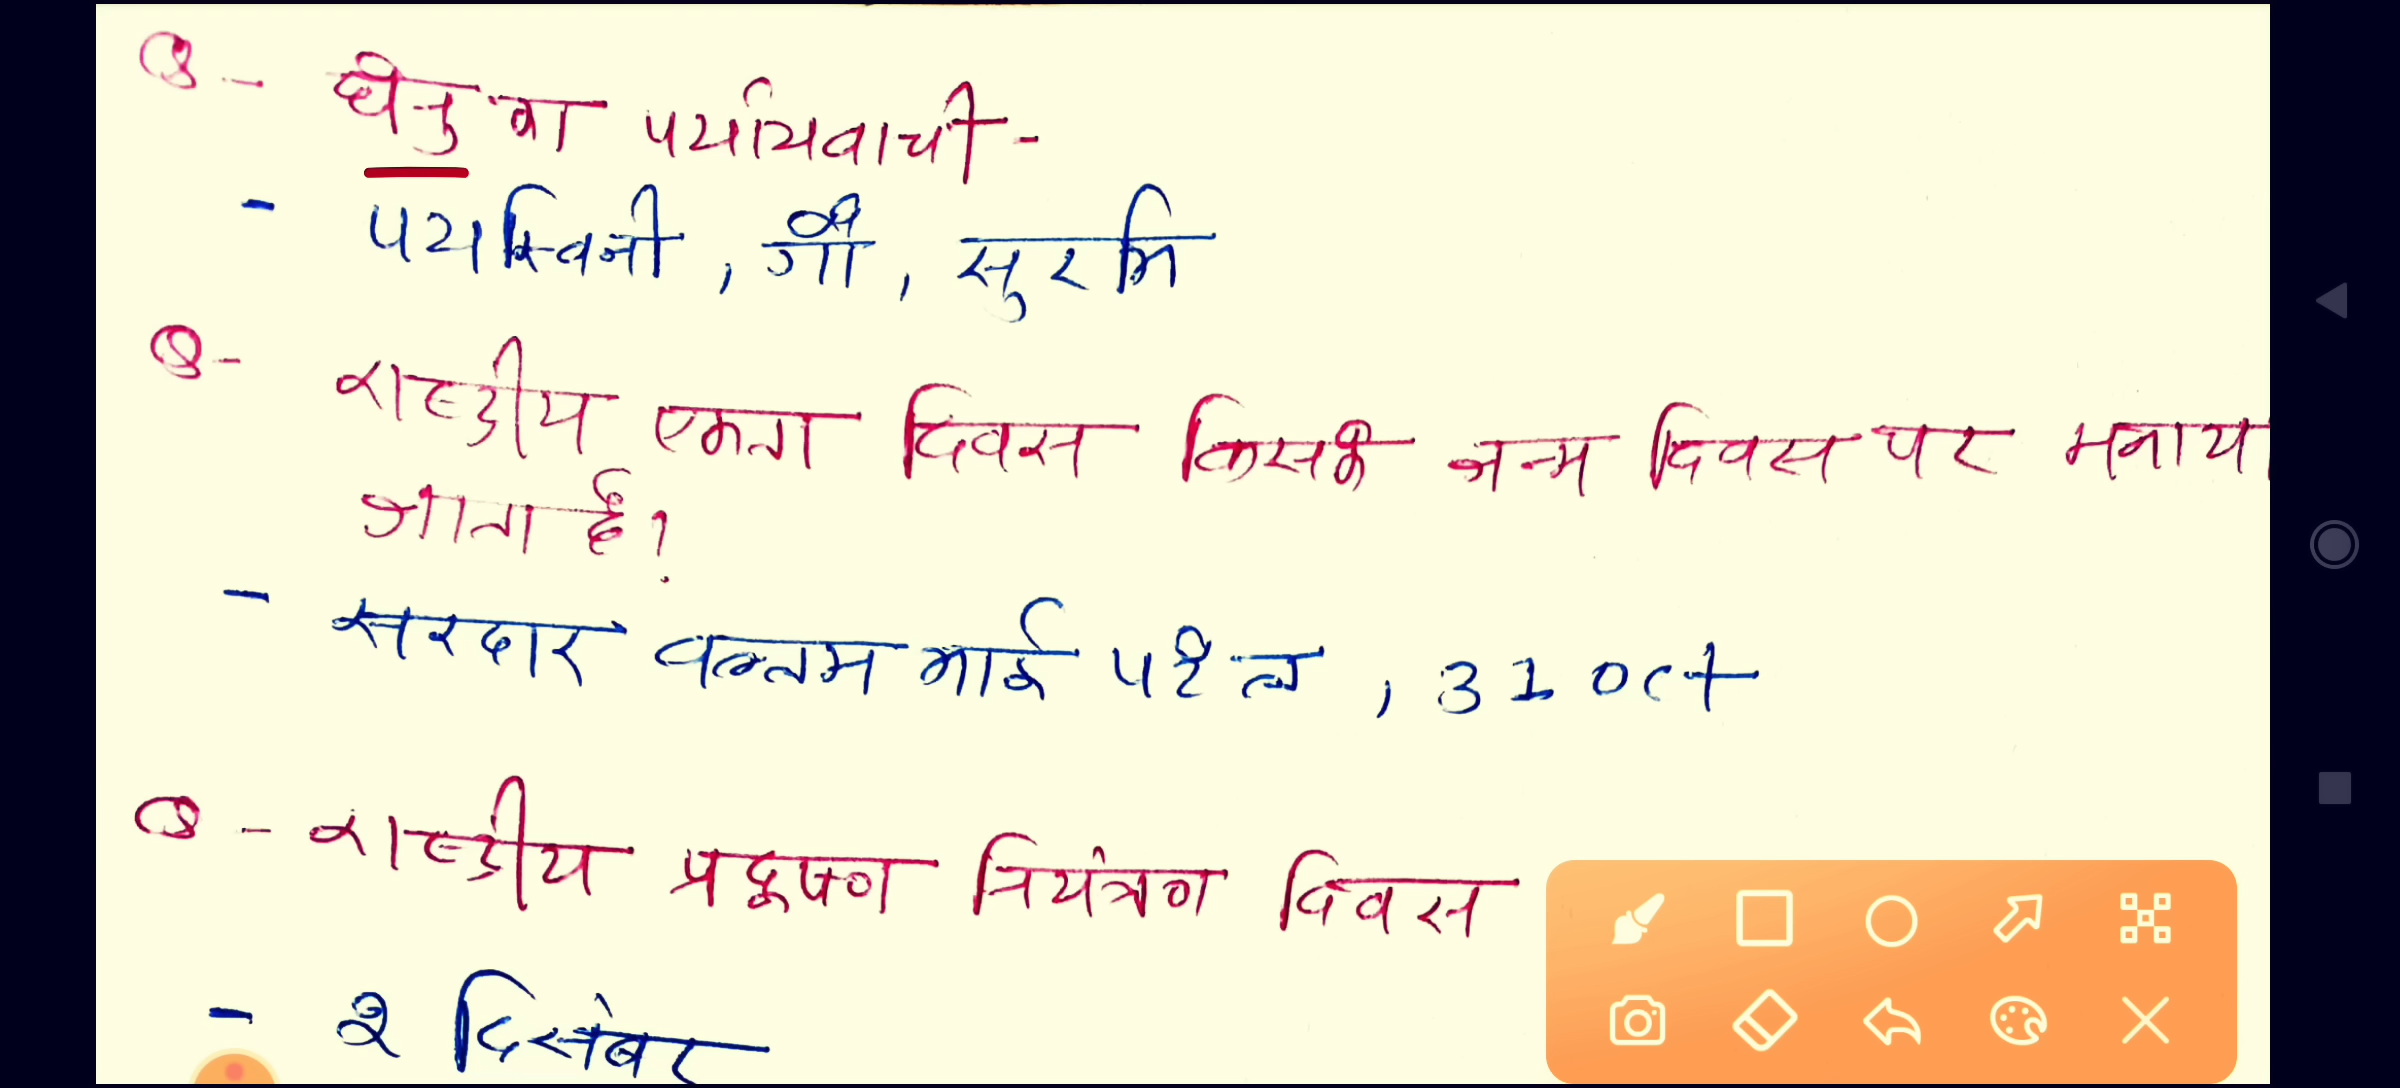 Q- धेनु का पर्यायवाची-
- पयस्विनी, गौ, सुरभि
Q- राष्ट्रीय एकता दिवस किसके जन्म दिवस पर मनाया
जाता है?
- सरदार वल्लभ भाई पटेल, 31 oct
Q- राष्ट्रीय प्रदूषण नियंत्रण दिवस
- 2 दिसंबर